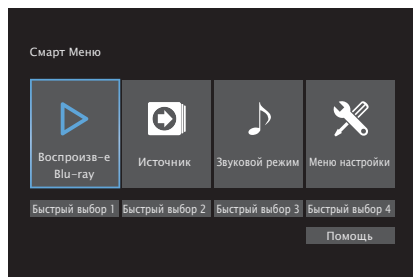 Смарт Меню
Воспроизв-е
Blu-ray
Источник
Звуковой режим
Меню настройки
Быстрый выбор 1
Быстрый выбор 2
Быстрый выбор 3
Быстрый выбор 4
Помощь